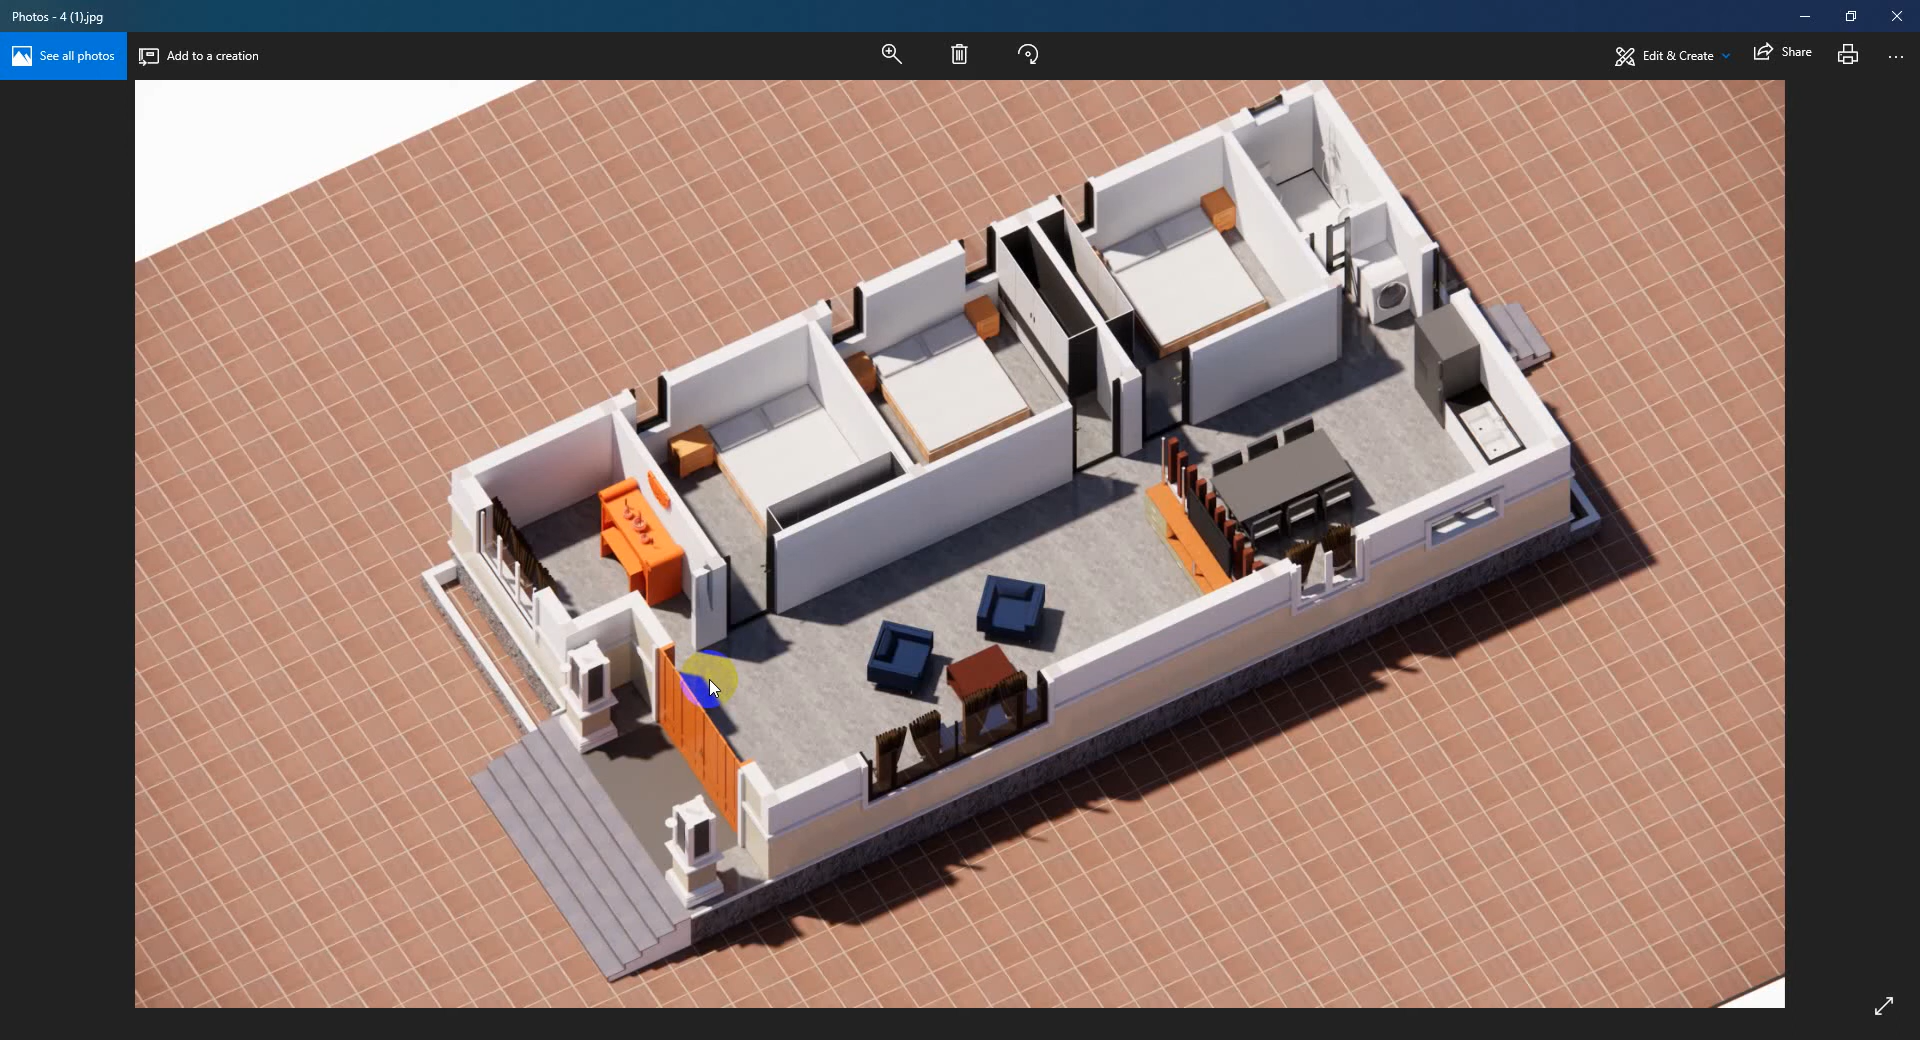 Photos - 4 (1).jpg
See all photos
Add to a creation
Edit & Create
Share